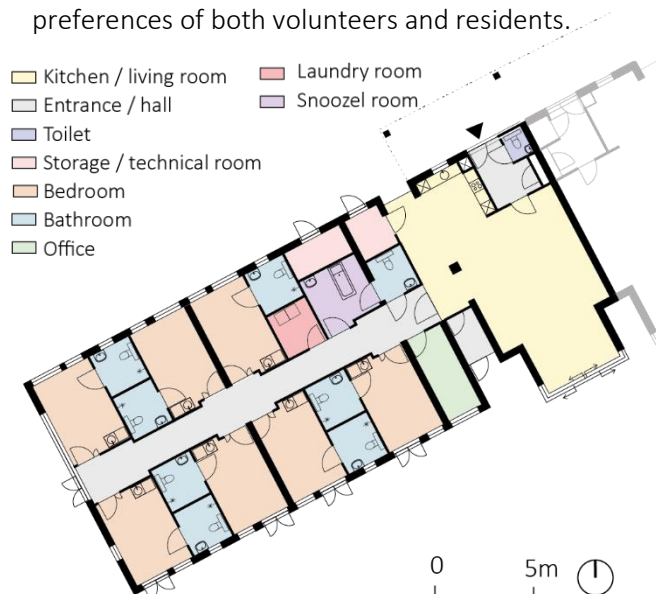 preferences of both volunteers and residents.
Kitchen / living room
Entrance / hall
Toilet
Storage / technical room
Bedroom
Bathroom
Office
Laundry room
Snoozel room
0 5m